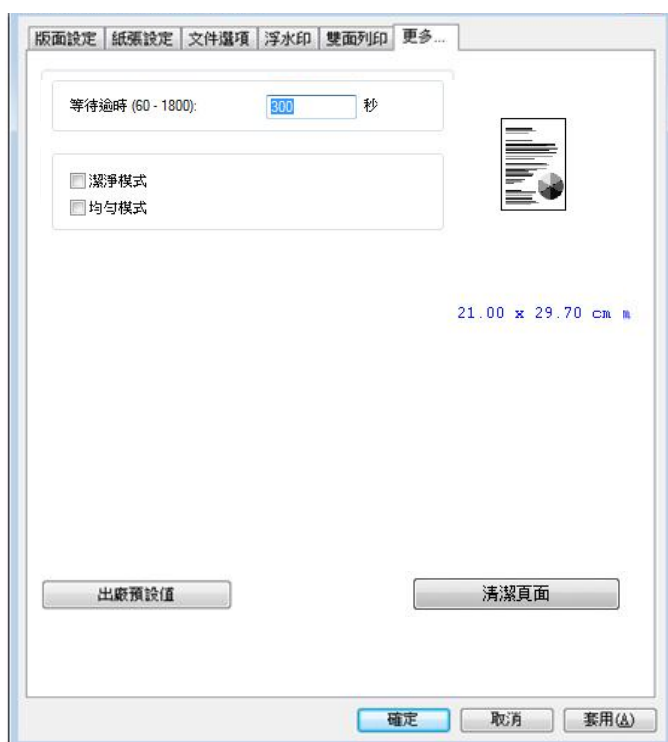 版面設定 紙張設定 文件選項 浮水印 雙面列印 更多...
等待逾時 (60 - 1800): 300 秒
潔淨模式
均勻模式
21.00 x 29.70 cm m
出廠預設值 清潔頁面
確定 取消 套用(A)